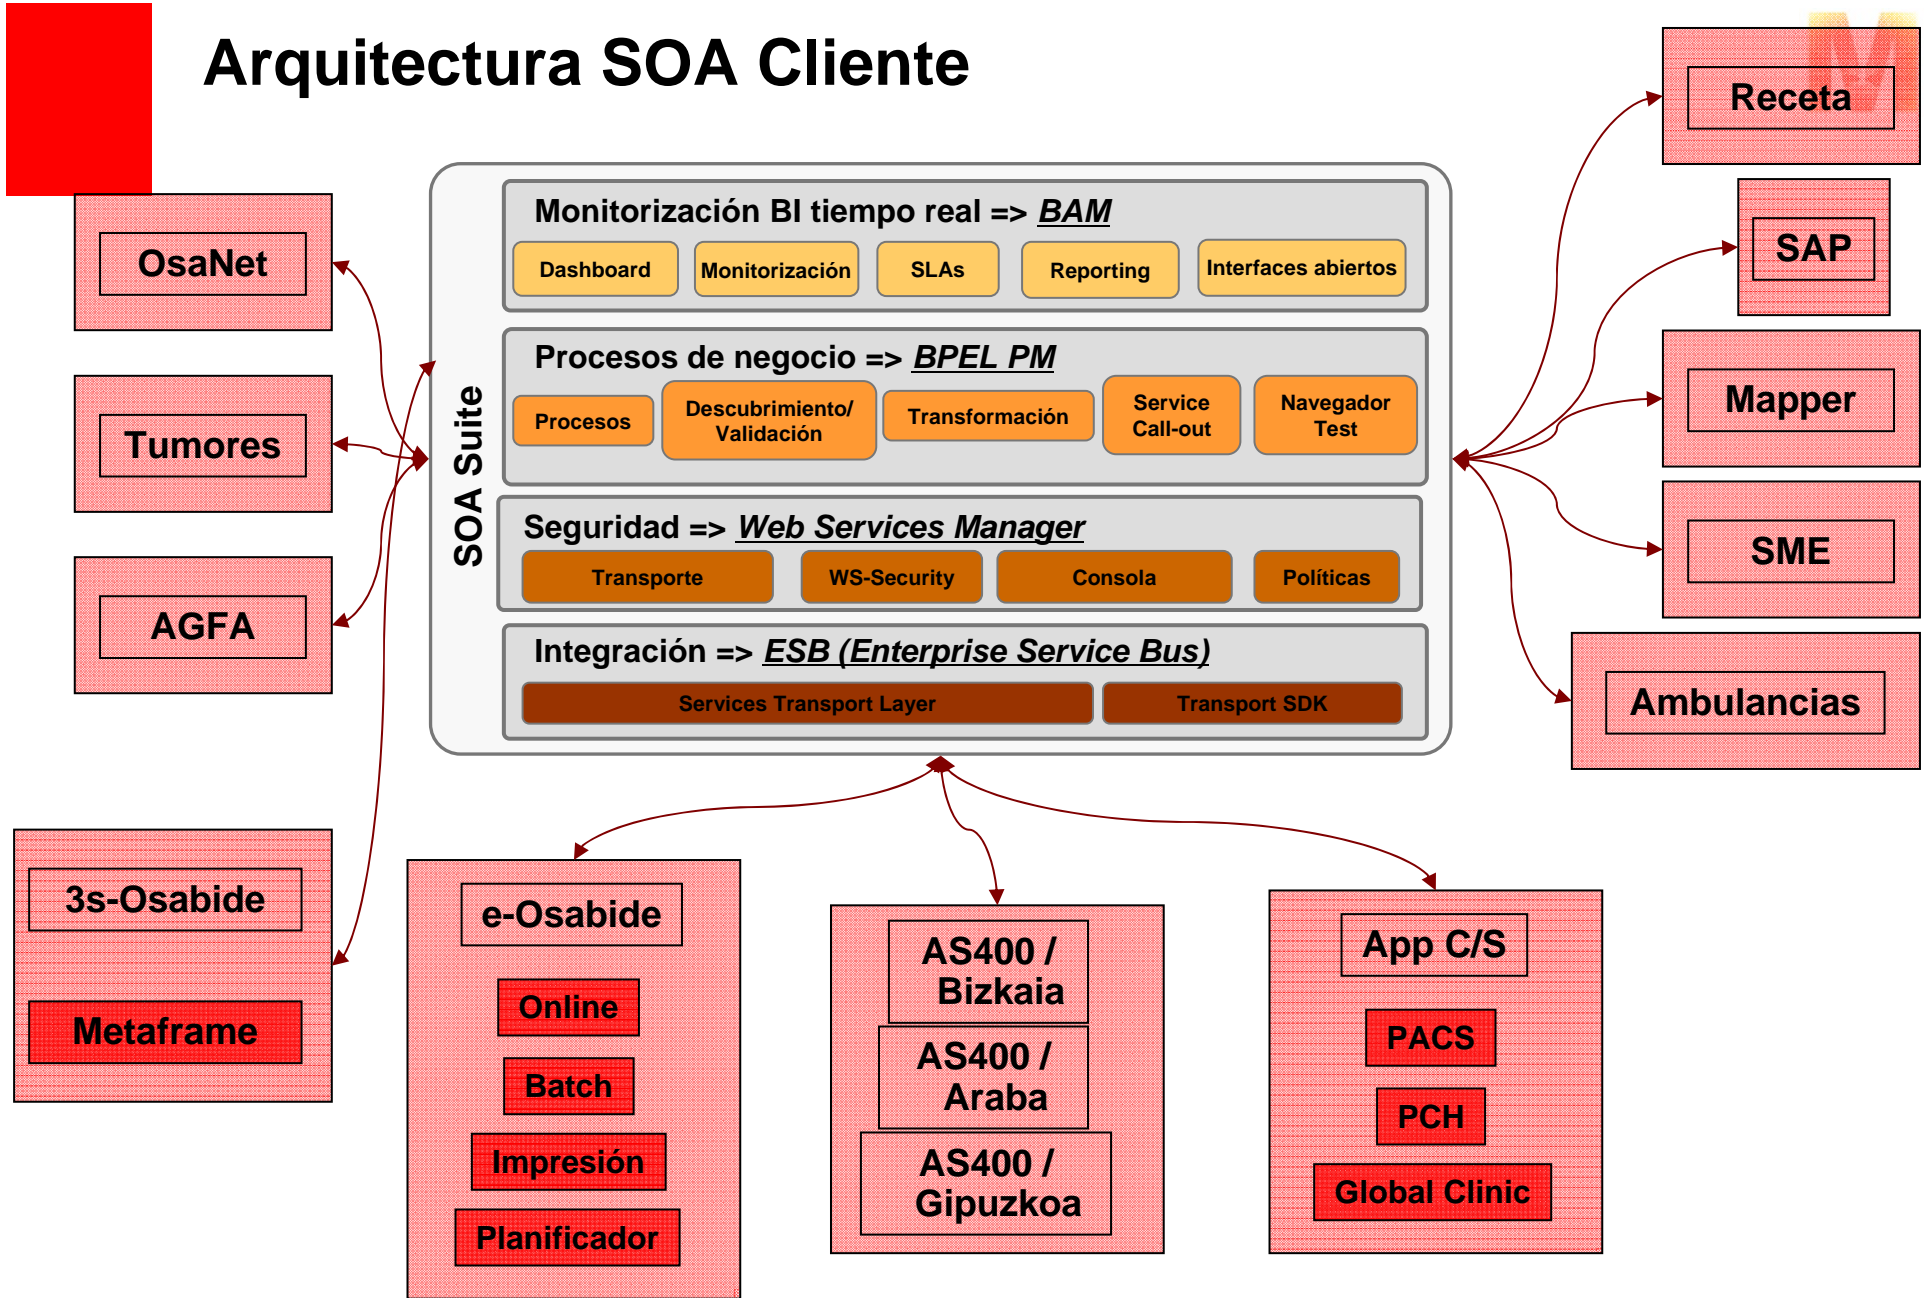 Arquitectura SOA Cliente
M
OsaNet
Tumores
AGFA
3s-Osabide
Metaframe
SOA Suite
Monitorización BI tiempo real => BAM
Dashboard
Monitorización
SLAs
Reporting
Interfaces abiertos
Procesos de negocio => BPEL PM
Procesos
Descubrimiento/
Validación
Transformación
Service
Call-out
Navegador
Test
Seguridad => Web Services Manager
Transporte
WS-Security
Consola
Políticas
Integración => ESB (Enterprise Service Bus)
Services Transport Layer
Transport SDK
Receta
SAP
Mapper
SME
Ambulancias
e-Osabide
Online
Batch
Impresión
Planificador
AS400 /
Bizkaia
AS400 /
Araba
AS400 /
Gipuzkoa
App C/S
PACS
PCH
Global Clinic